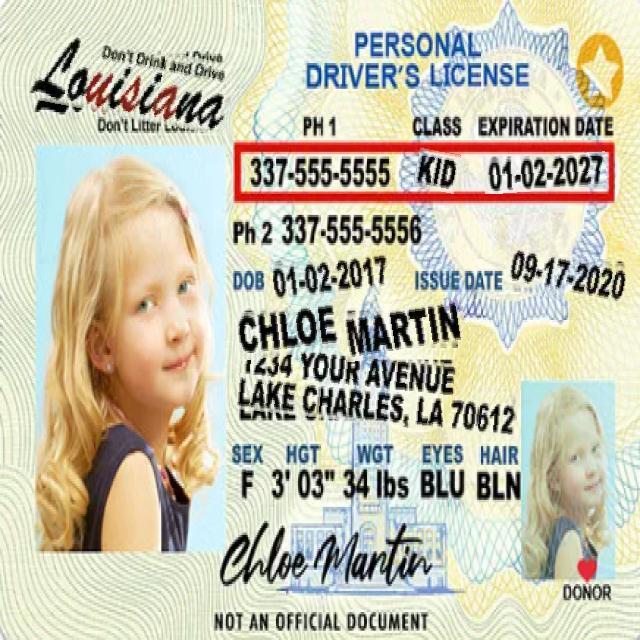 Don't Drink and Drive
Louisiana
Don't Litter
PERSONAL
DRIVER'S LICENSE
PH 1 CLASS EXPIRATION DATE
337-555-5555 KID 01-02-2027
Ph 2 337-555-5556
DOB 01-02-2017 ISSUE DATE 09-17-2020
CHLOE MARTIN
1234 YOUR AVENUE
LAKE CHARLES, LA 70612
SEX HGT WGT EYES HAIR
F 3' 03" 34 lbs BLU BLN
Chloe Martin
DONOR
NOT AN OFFICIAL DOCUMENT